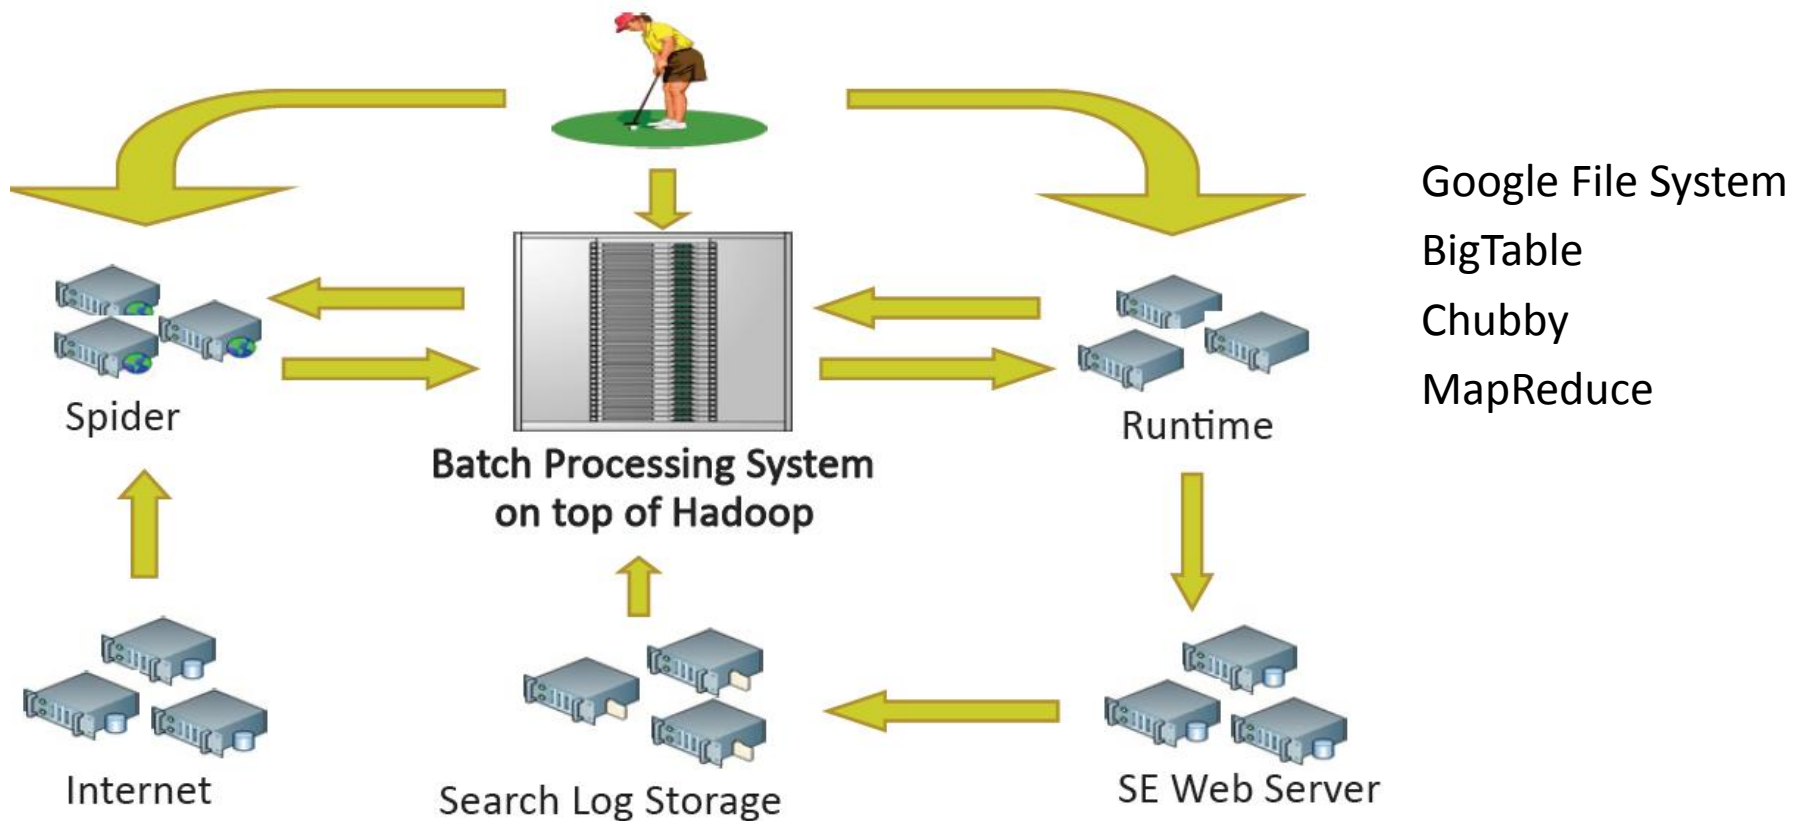 Google File System
BigTable
Chubby
MapReduce
Spider
Batch Processing System
on top of Hadoop
Runtime
Internet
Search Log Storage
SE Web Server